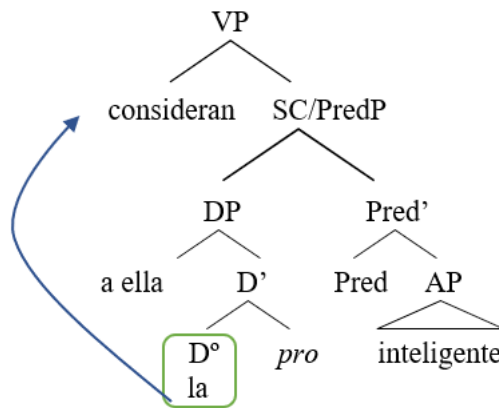 VP
consideran SC/PredP
DP Pred’
a ella D’ Pred AP
Dº pro inteligente
la